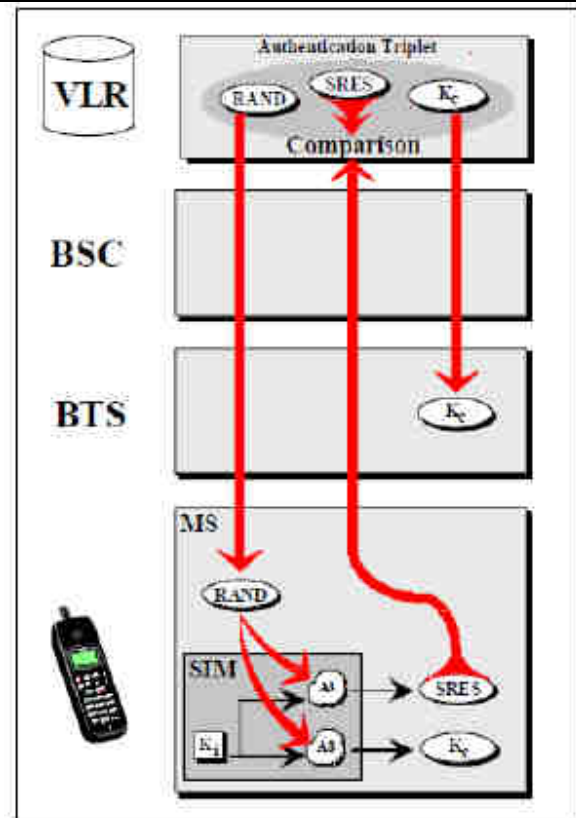 Authentication Triplet
VLR
RAND SRES Kc
Comparison
BSC
BTS
Kc
MS
RAND
SIM
A3 SRES
Ki A8 Kc